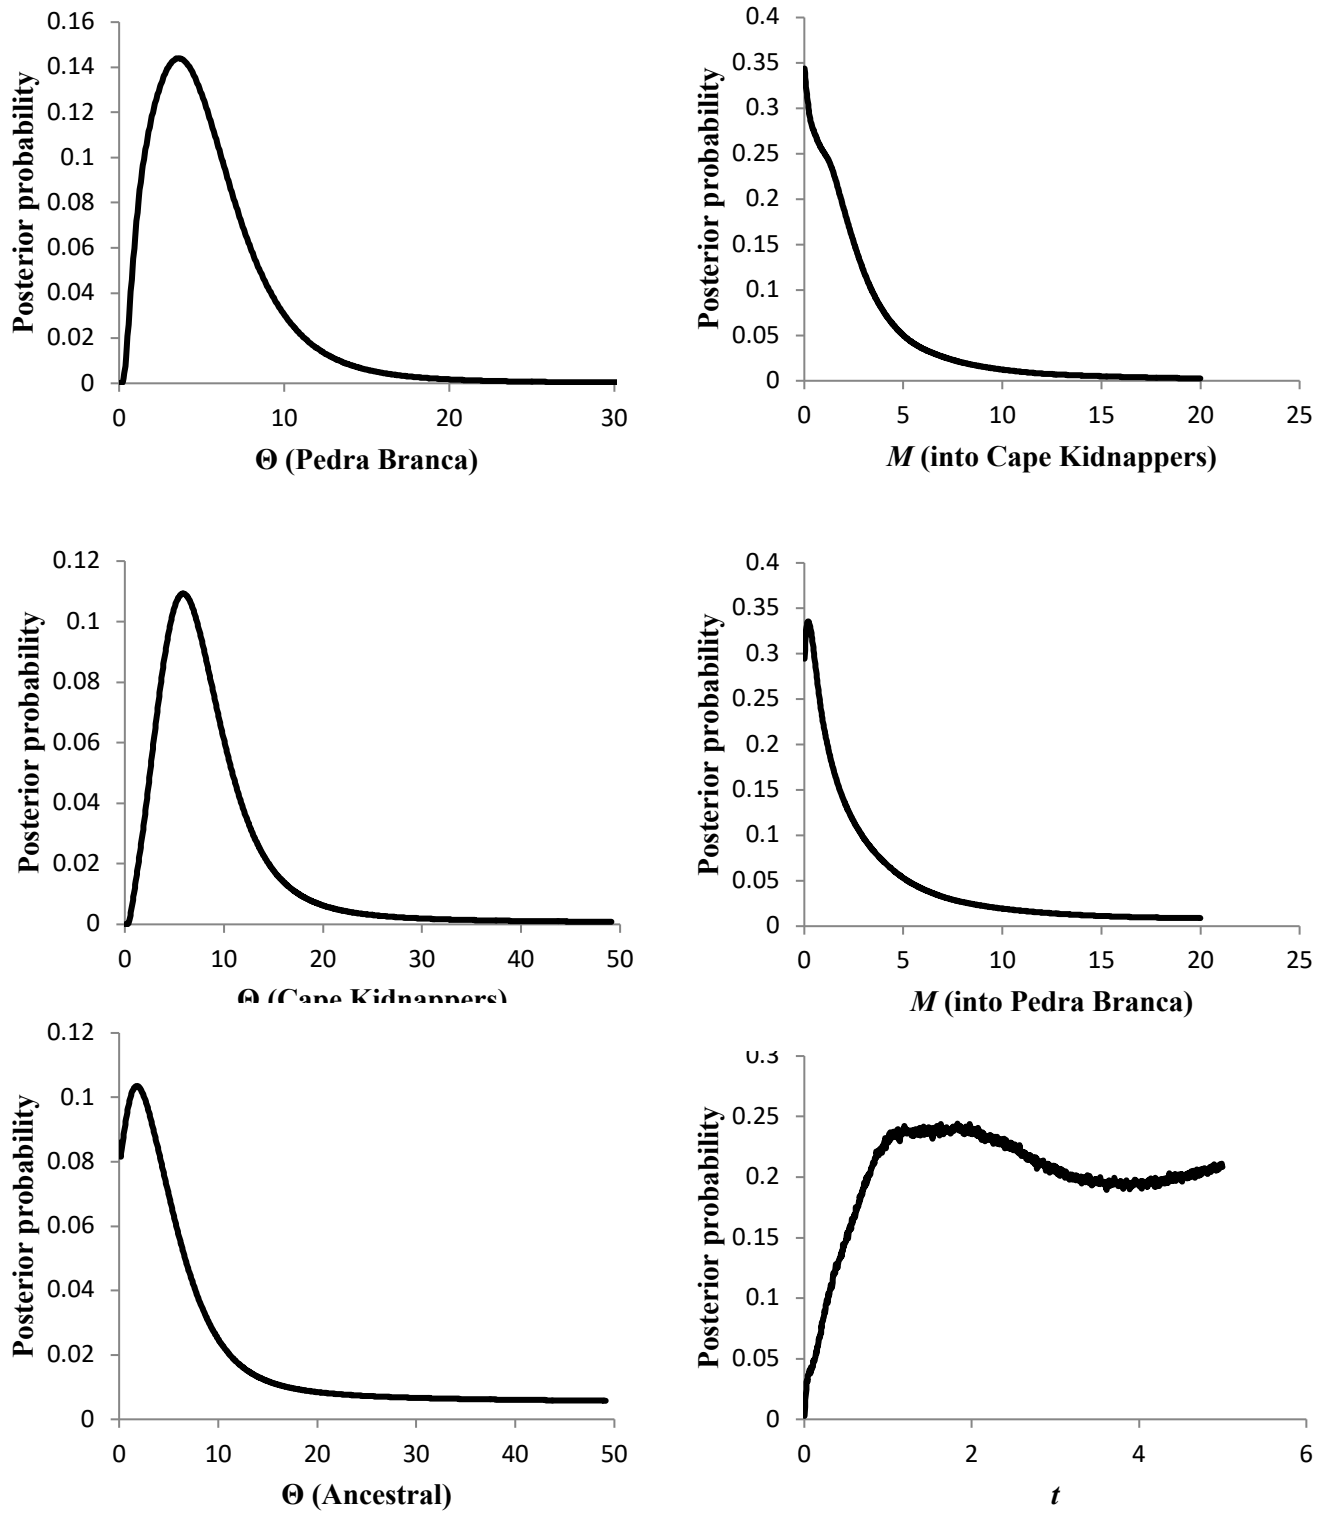 Posterior probability
0.16
0.14
0.12
0.1
0.08
0.06
0.04
0.02
0
0 10 20 30
Θ (Pedra Branca)
Posterior probability
0.4
0.35
0.3
0.25
0.2
0.15
0.1
0.05
0
0 5 10 15 20 25
M (into Cape Kidnappers)
Posterior probability
0.12
0.1
0.08
0.06
0.04
0.02
0
0 10 20 30 40 50
Θ (Cape Kidnappers)
Posterior probability
0.4
0.35
0.3
0.25
0.2
0.15
0.1
0.05
0
0 5 10 15 20 25
M (into Pedra Branca)
Posterior probability
0.12
0.1
0.08
0.06
0.04
0.02
0
0 10 20 30 40 50
Θ (Ancestral)
Posterior probability
0.3
0.25
0.2
0.15
0.1
0.05
0
0 2 4 6
t